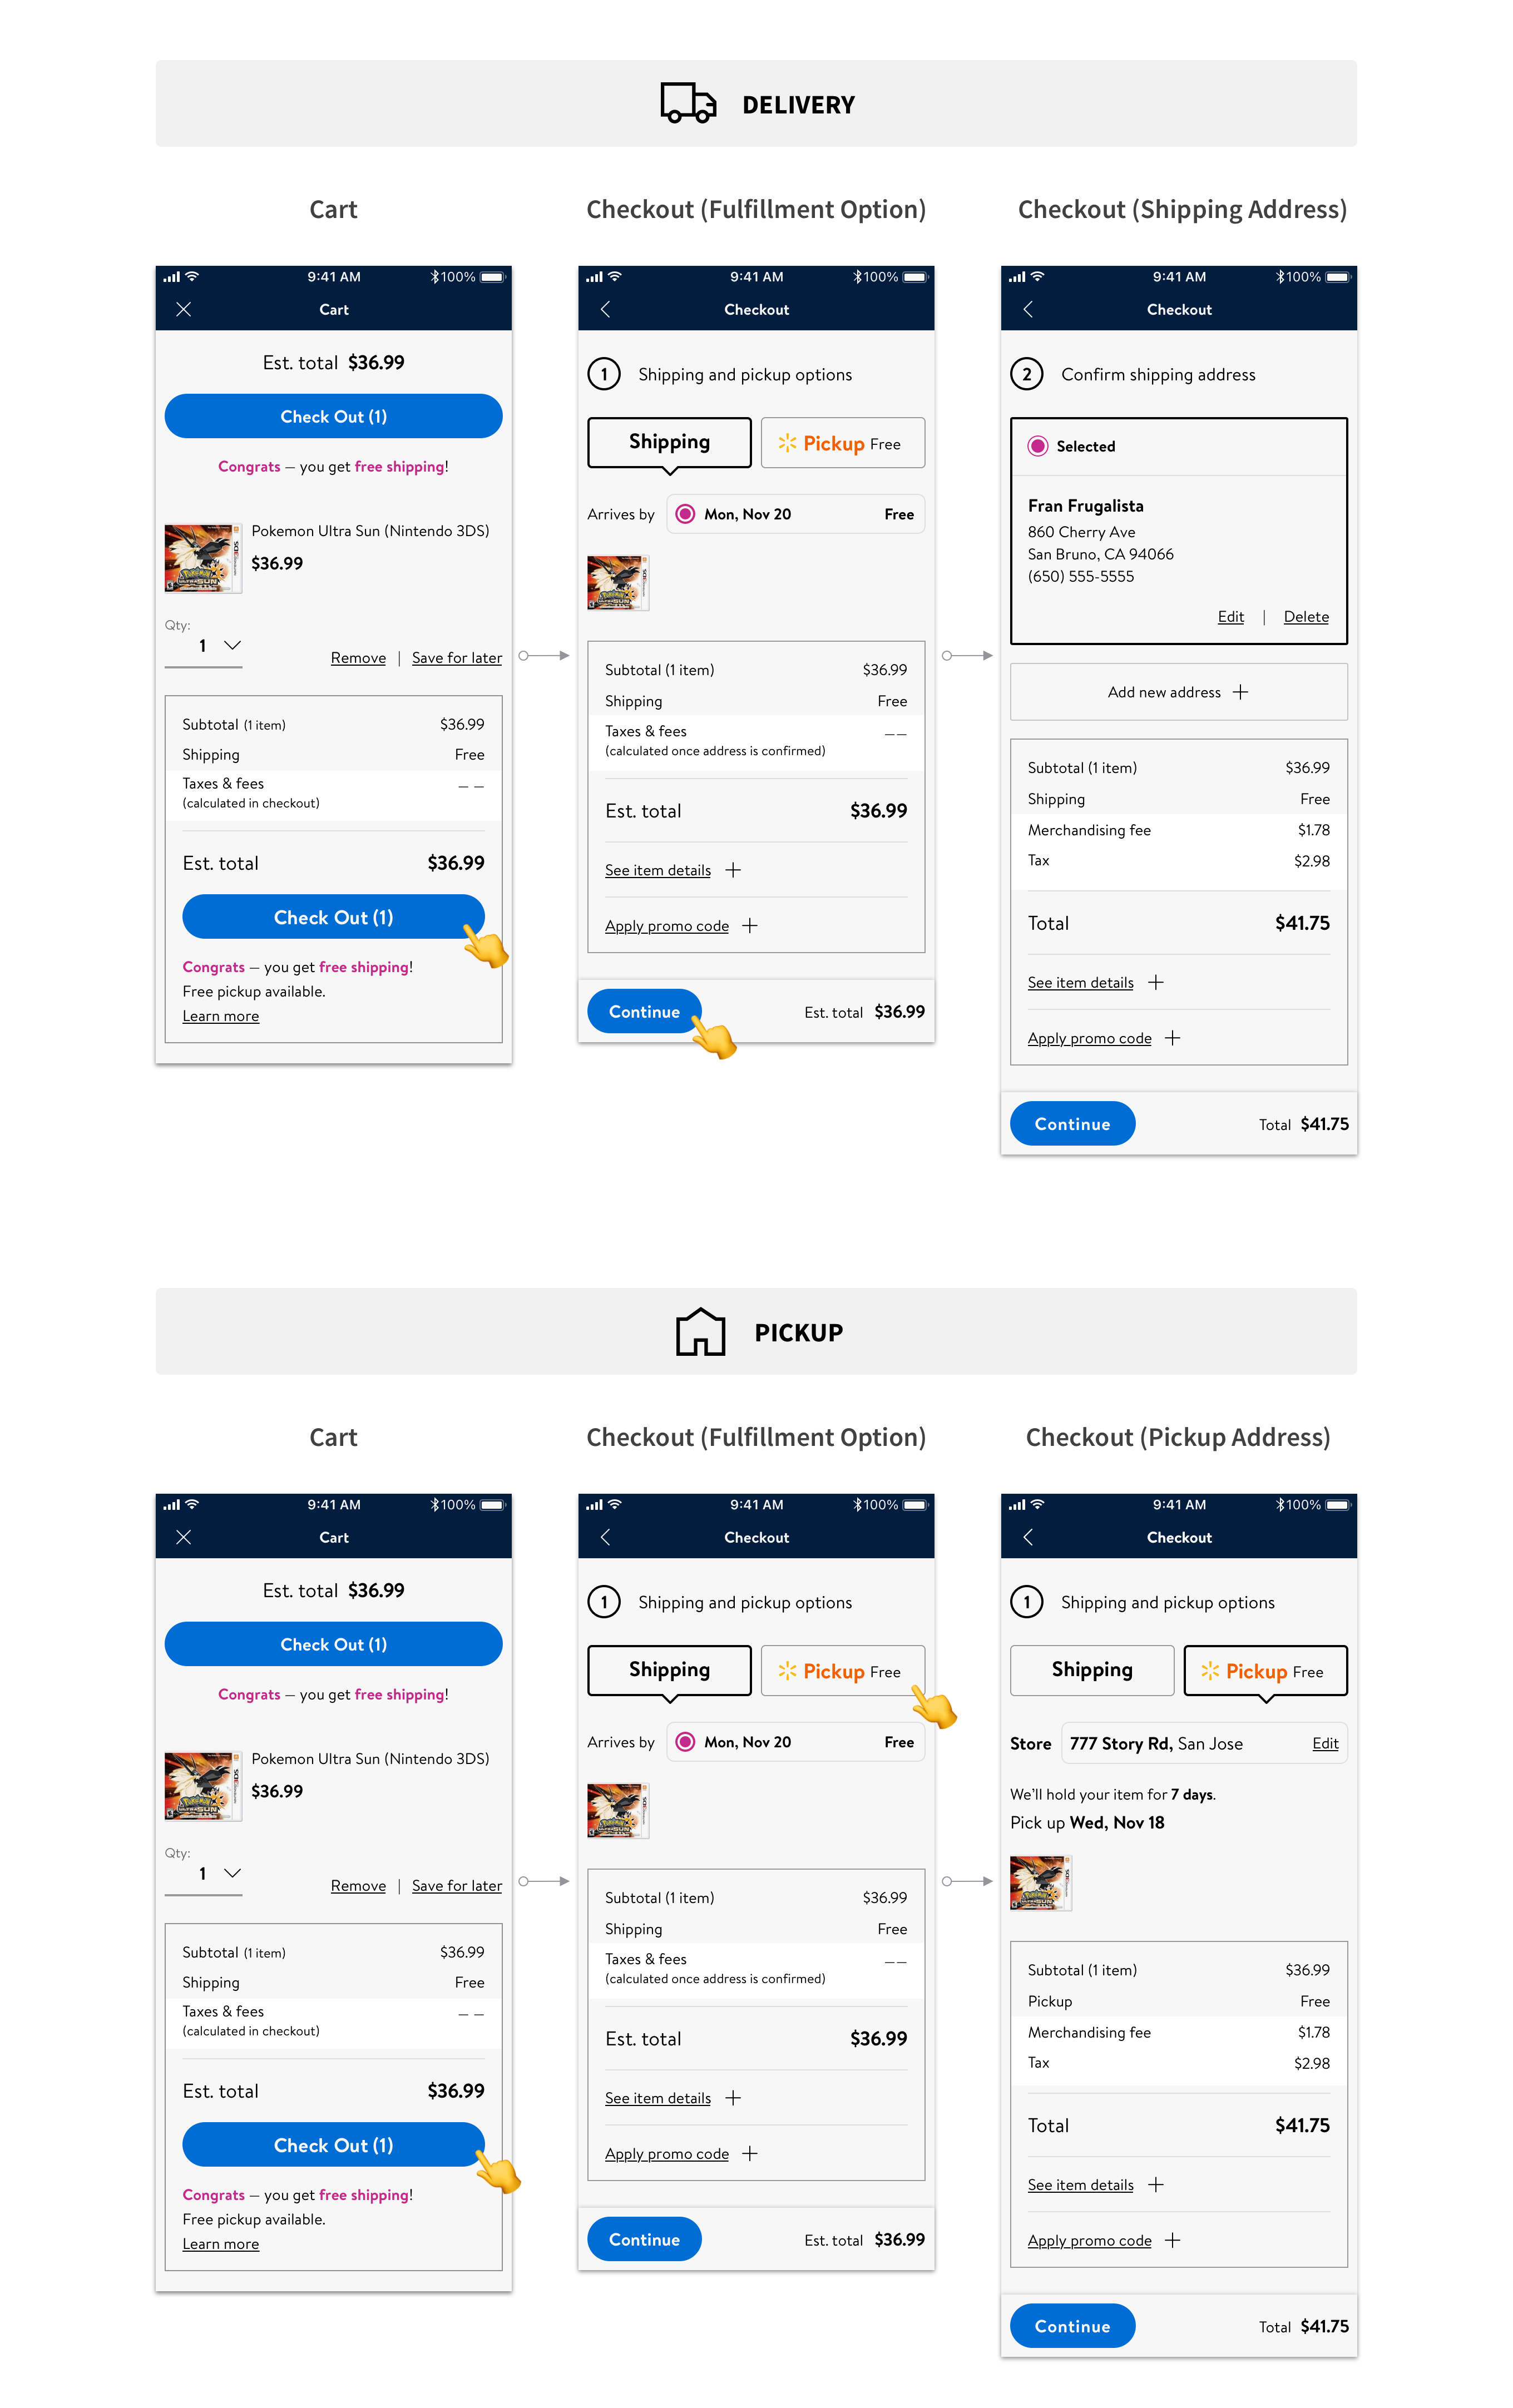 DELIVERY
Cart
Checkout (Fulfillment Option)
Checkout (Shipping Address)
9:41 AM
100%
Cart
Est. total $36.99
Check Out (1)
Congrats – you get free shipping!
Pokemon Ultra Sun (Nintendo 3DS)
$36.99
Qty:
1
Remove | Save for later
Subtotal (1 item) $36.99
Shipping Free
Taxes & fees – –
(calculated in checkout)
Est. total $36.99
Check Out (1)
Congrats – you get free shipping!
Free pickup available.
Learn more
9:41 AM
100%
Checkout
1 Shipping and pickup options
Shipping
Pickup Free
Arrives by Mon, Nov 20 Free
Subtotal (1 item) $36.99
Shipping Free
Taxes & fees ––
(calculated once address is confirmed)
Est. total $36.99
See item details +
Apply promo code +
Continue Est. total $36.99
9:41 AM
100%
Checkout
2 Confirm shipping address
Selected
Fran Frugalista
860 Cherry Ave
San Bruno, CA 94066
(650) 555-5555
Edit | Delete
Add new address +
Subtotal (1 item) $36.99
Shipping Free
Merchandising fee $1.78
Tax $2.98
Total $41.75
See item details +
Apply promo code +
Continue Total $41.75
PICKUP
Cart
Checkout (Fulfillment Option)
Checkout (Pickup Address)
9:41 AM
100%
Cart
Est. total $36.99
Check Out (1)
Congrats – you get free shipping!
Pokemon Ultra Sun (Nintendo 3DS)
$36.99
Qty:
1
Remove | Save for later
Subtotal (1 item) $36.99
Shipping Free
Taxes & fees – –
(calculated in checkout)
Est. total $36.99
Check Out (1)
Congrats – you get free shipping!
Free pickup available.
Learn more
9:41 AM
100%
Checkout
1 Shipping and pickup options
Shipping
Pickup Free
Arrives by Mon, Nov 20 Free
Subtotal (1 item) $36.99
Shipping Free
Taxes & fees ––
(calculated once address is confirmed)
Est. total $36.99
See item details +
Apply promo code +
Continue Est. total $36.99
9:41 AM
100%
Checkout
1 Shipping and pickup options
Shipping
Pickup Free
Store 777 Story Rd, San Jose Edit
We'll hold your item for 7 days.
Pick up Wed, Nov 18
Subtotal (1 item) $36.99
Pickup Free
Merchandising fee $1.78
Tax $2.98
Total $41.75
See item details +
Apply promo code +
Continue Total $41.75